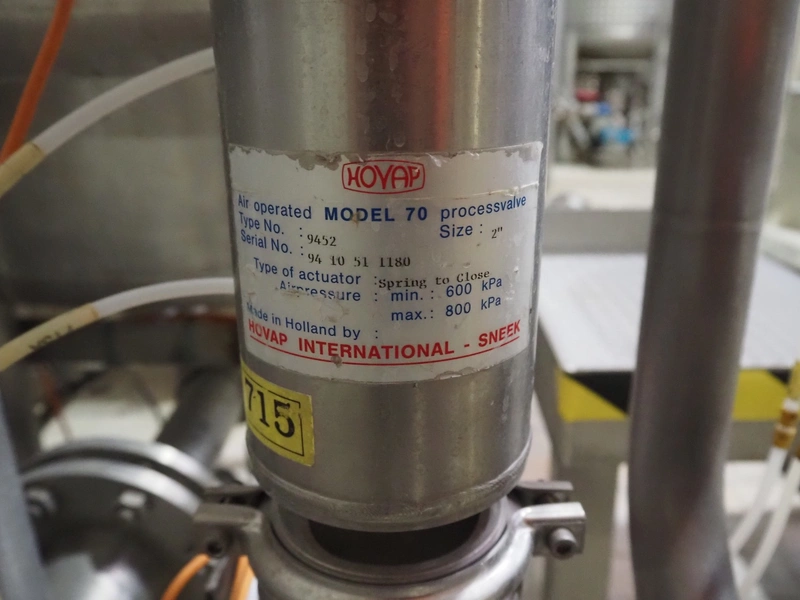 HOVAP
Air operated MODEL 70 processvalve
Type No. : 9452 Size : 2"
Serial No. : 94 10 51 1180
Type of actuator : Spring to Close
Airpressure : min. : 600 kPa
max. : 800 kPa
Made in Holland by :
HOVAP INTERNATIONAL - SNEEK
715